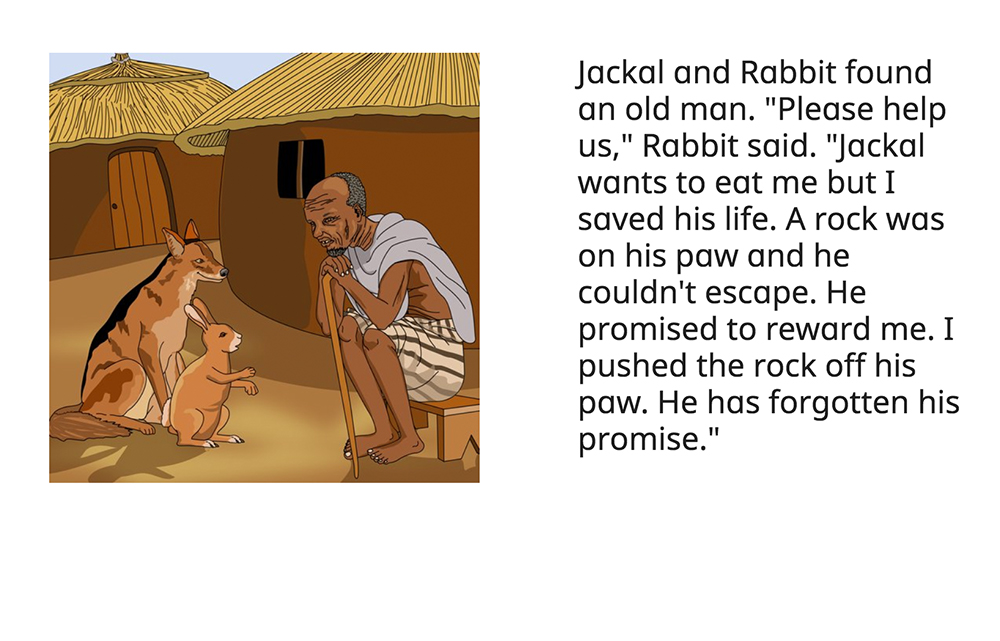 Jackal and Rabbit found
an old man. "Please help
us," Rabbit said. "Jackal
wants to eat me but I
saved his life. A rock was
on his paw and he
couldn't escape. He
promised to reward me. I
pushed the rock off his
paw. He has forgotten his
promise."